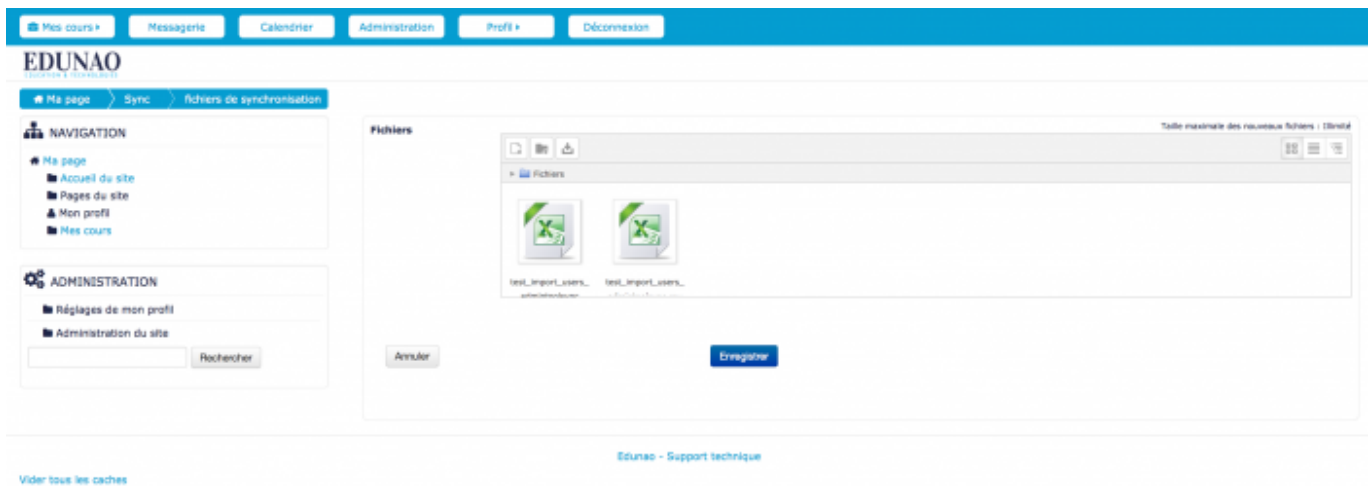 Mes cours
Messagerie
Calendrier
Administration
Profil
Déconnexion
EDUNAO
Ma page
Sync
fichiers de synchronisation
NAVIGATION
Ma page
Accueil du site
Pages du site
Mon profil
Mes cours
ADMINISTRATION
Réglages de mon profil
Administration du site
Rechercher
Fichiers
Taille maximale des nouveaux fichiers : Illimité
Fichiers
test_import_users_
test_import_users_
Annuler
Enregistrer
Edunao - Support technique
Vider tous les caches